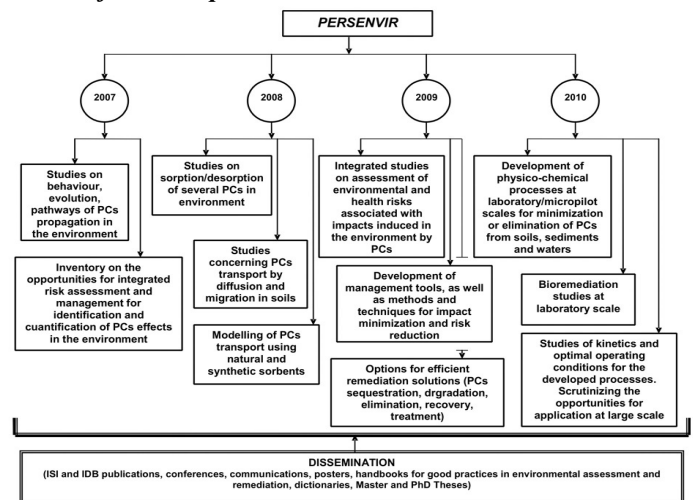 PERSENVIR
2007
2008
2009
2010
Studies on
behaviour,
evolution,
pathways of PCs
propagation in
the environment
Inventory on the
opportunities for integrated
risk assessment and
management for
identification and
cuantification of PCs effects
in the environment
Studies on
sorption/desorption
of several PCs in
environment
Studies
concerning PCs
transport by
diffusion and
migration in soils
Modelling of PCs
transport using
natural and
synthetic sorbents
Integrated studies on
assessment of
environmental and
health risks
associated with
impacts induced in
the environment by
PCs
Development of
management tools, as well
as methods and
techniques for impact
minimization and risk
reduction
Options for efficient
remediation solutions (PCs
sequestration, drgradation,
elimination, recovery,
treatment)
Development of
physico-chemical
processes at
laboratory/micropilot
scales for minimization
or elimination of PCs
from soils, sediments
and waters
Bioremediation
studies at
laboratory scale
Studies of kinetics and
optimal operating
conditions for the
developed processes.
Scrutinizing the
opportunities for
application at large scale
DISSEMINATION
(ISI and IDB publications, conferences, communications, posters, handbooks for good practices in environmental assessment and
remediation, dictionaries, Master and PhD Theses)